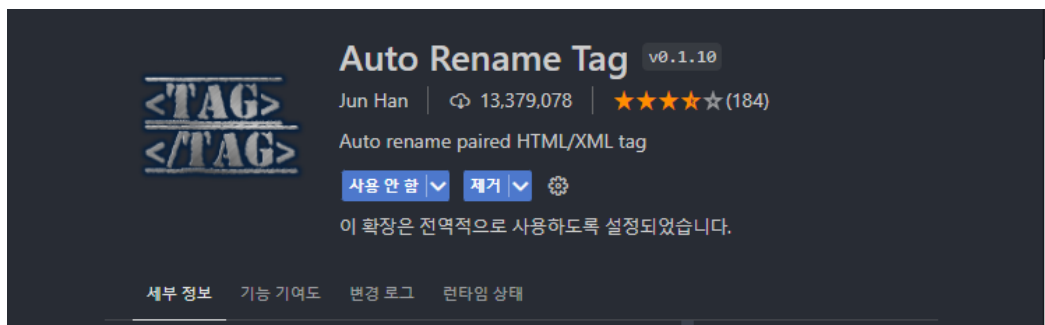 <TAG>
</TAG>
Auto Rename Tag v0.1.10
Jun Han 13,379,078 (184)
Auto rename paired HTML/XML tag
사용 안 함 제거
이 확장은 전역적으로 사용하도록 설정되었습니다.
세부 정보 기능 기여도 변경 로그 런타임 상태